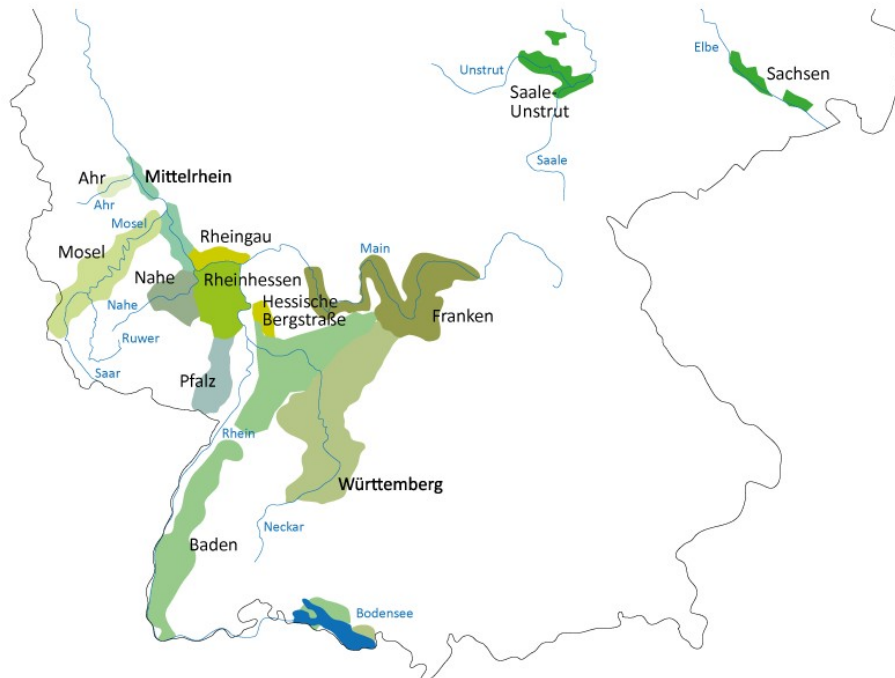 Elbe
Unstrut
Sachsen
Saale-
Unstrut
Saale
Ahr
Mittelrhein
Ahr
Mosel
Rheingau
Main
Mosel
Nahe
Rheinhessen
Nahe
Hessische
Bergstraße
Franken
Ruwer
Saar
Pfalz
Rhein
Württemberg
Neckar
Baden
Bodensee